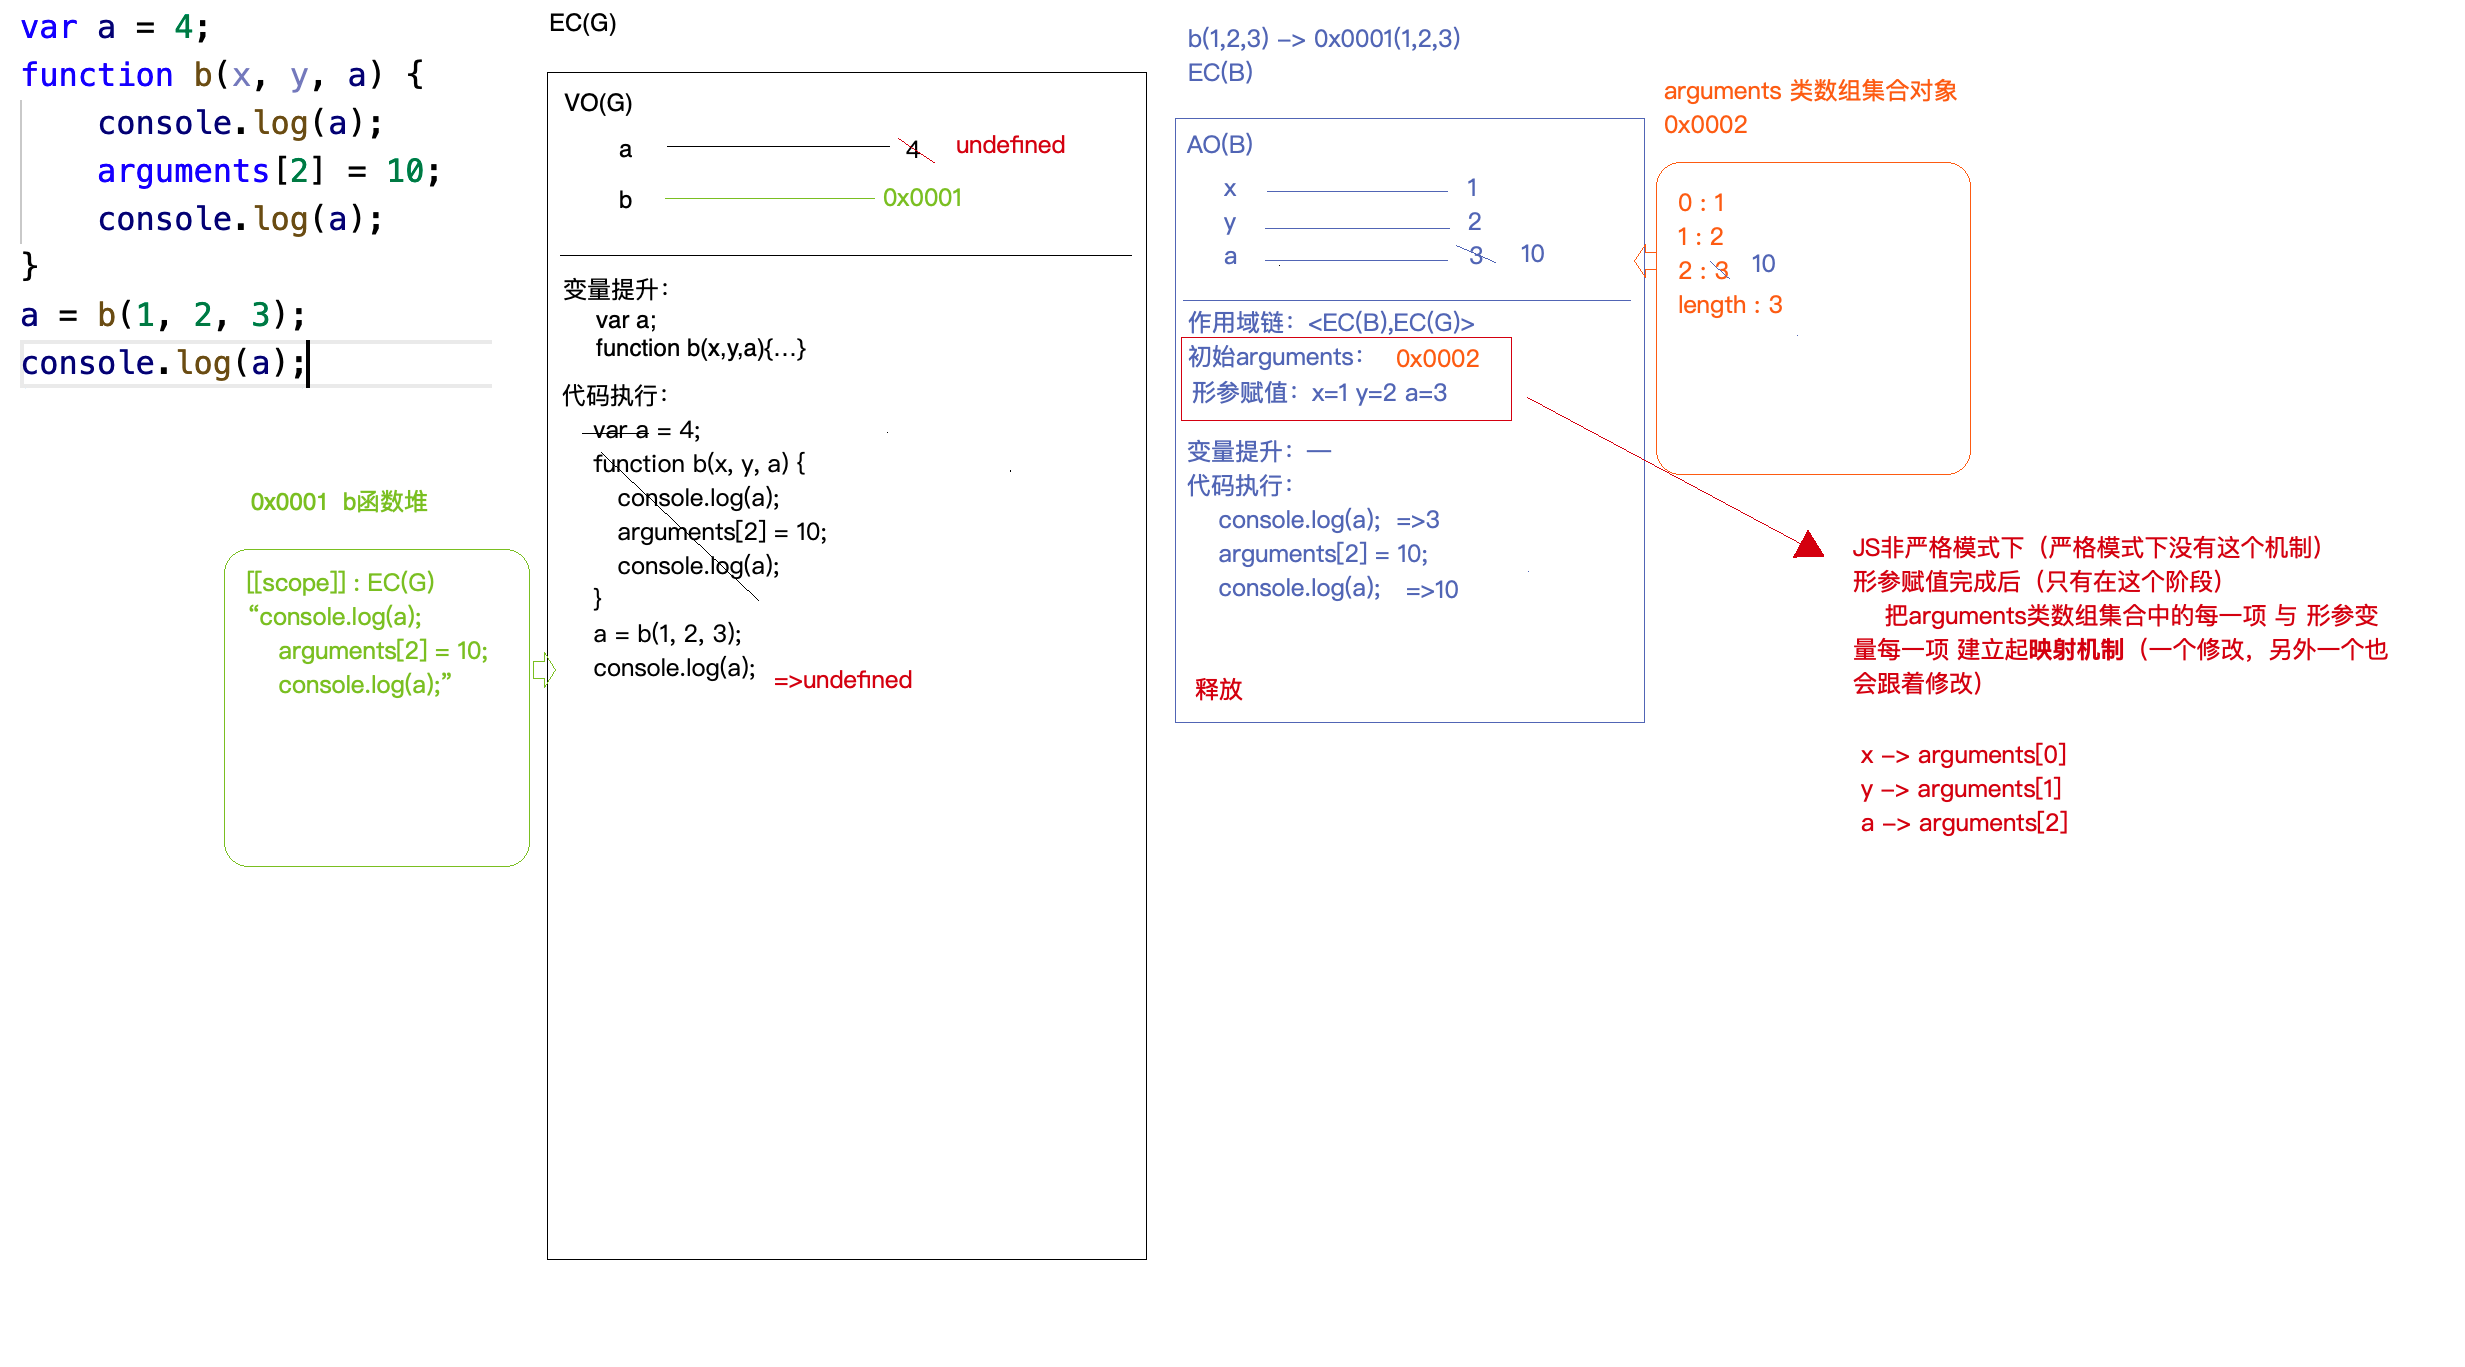 var a = 4;
function b(x, y, a) {
    console.log(a);
    arguments[2] = 10;
    console.log(a);
}
a = b(1, 2, 3);
console.log(a);
0x0001 b函数堆
[[scope]] : EC(G)
“console.log(a);
arguments[2] = 10;
console.log(a);”
EC(G)
VO(G)
a 4 undefined
b 0x0001
变量提升：
var a;
function b(x,y,a){...}
代码执行：
var a = 4;
function b(x, y, a) {
console.log(a);
arguments[2] = 10;
console.log(a);
}
a = b(1, 2, 3);
console.log(a); =>undefined
b(1,2,3) –> 0x0001(1,2,3)
EC(B)
AO(B)
x 1
y 2
a 3 10
作用域链：<EC(B),EC(G)>
初始arguments： 0x0002
形参赋值：x=1 y=2 a=3
变量提升：—
代码执行：
console.log(a); =>3
arguments[2] = 10;
console.log(a); =>10
释放
arguments 类数组集合对象
0x0002
0 : 1
1 : 2
2 : 3 10
length : 3
JS非严格模式下（严格模式下没有这个机制）
形参赋值完成后（只有在这个阶段）
把arguments类数组集合中的每一项 与 形参变
量每一项 建立起映射机制（一个修改，另外一个也
会跟着修改）
x –> arguments[0]
y –> arguments[1]
a –> arguments[2]